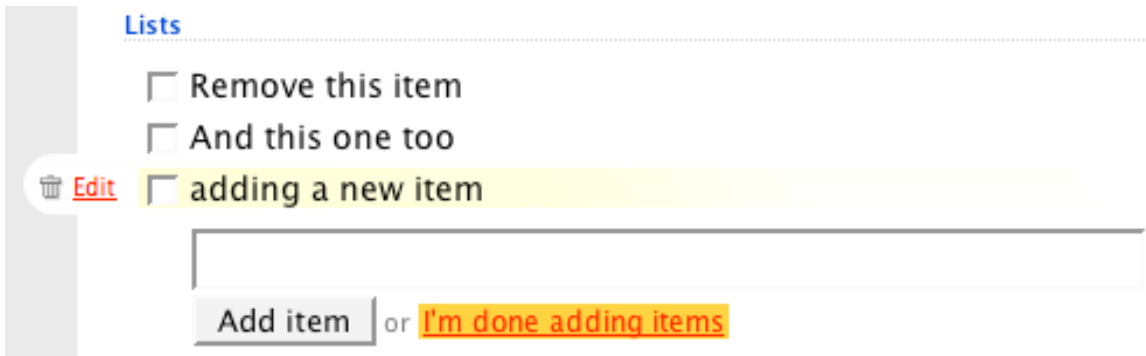 Lists
Remove this item
And this one too
Edit adding a new item
Add item or I'm done adding items